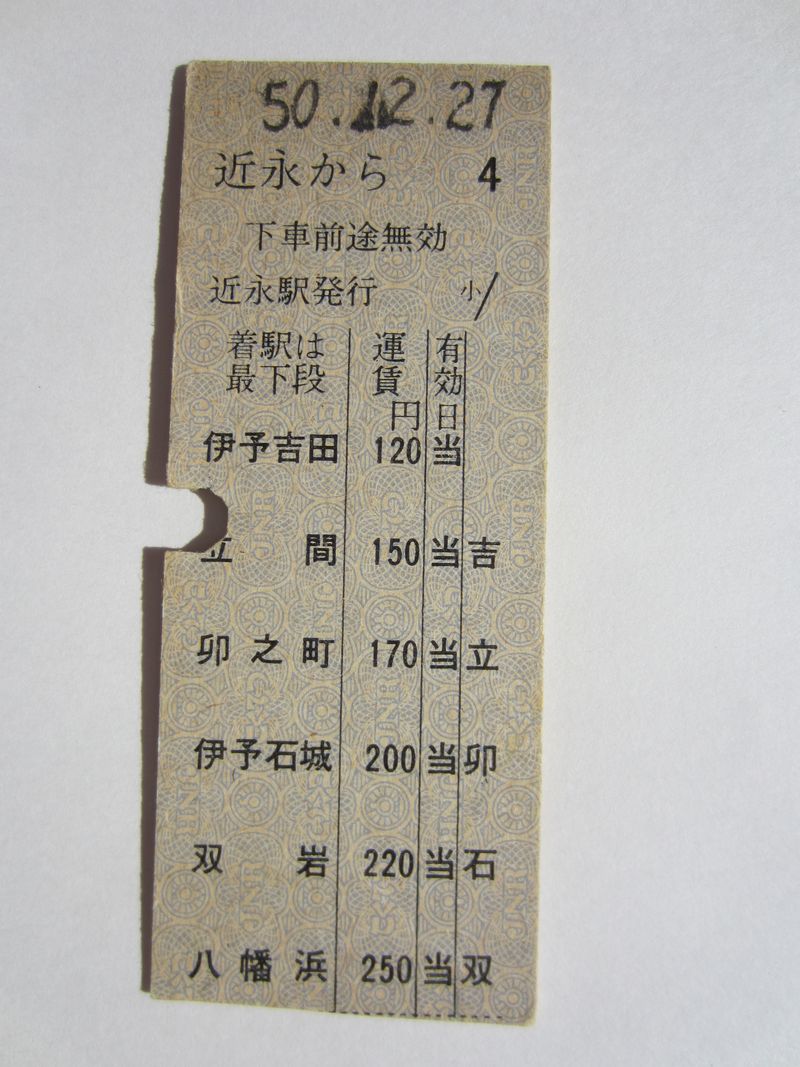 50.12.27
近永から 4
下車前途無効
近永駅発行 小/
着駅は最下段 運賃円 有効日
伊予吉田 120 当
立間 150 当 吉
卯之町 170 当 立
伊予石城 200 当 卯
双岩 220 当 石
八幡浜 250 当 双